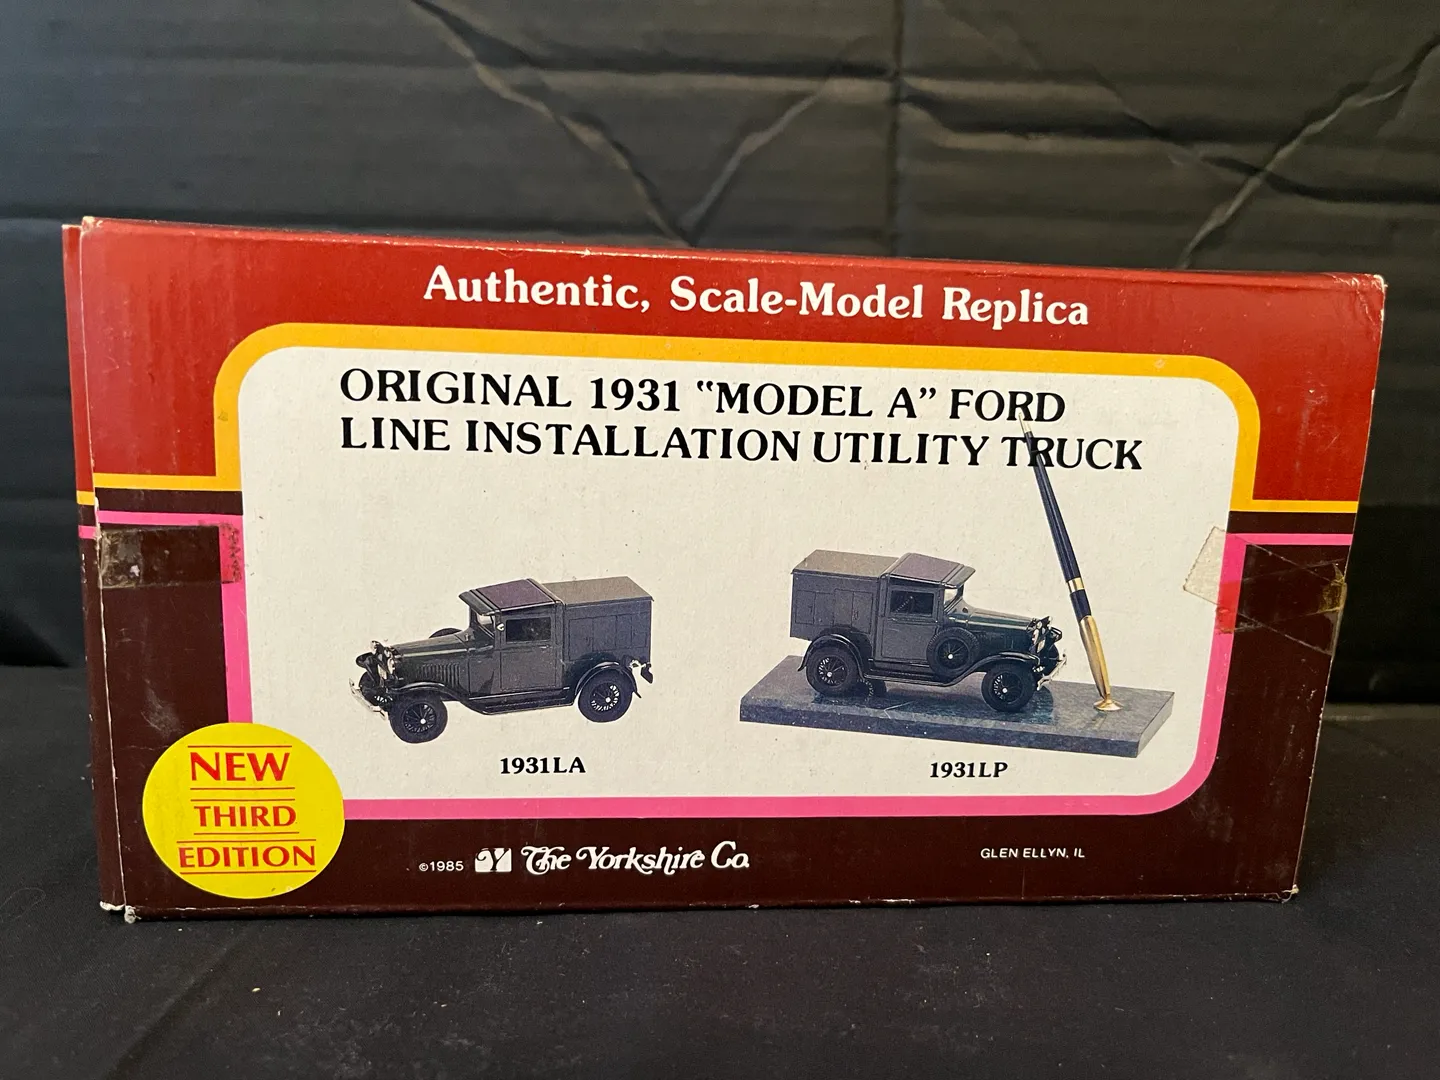 Authentic, Scale-Model Replica
ORIGINAL 1931 “MODEL A” FORD
LINE INSTALLATION UTILITY TRUCK
1931LA
1931LP
NEW
THIRD
EDITION
©1985 Y The Yorkshire Co.
GLEN ELLYN, IL